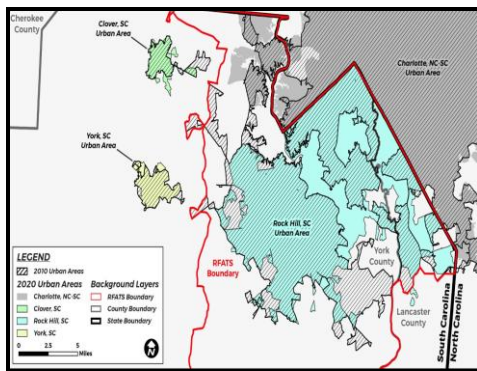 Cherokee
County
Clover, SC
Urban Area
Charlotte, NC-SC
Urban Area
York, SC
Urban Area
Rock Hill, SC
Urban Area
RFATS
Boundary
York
County
Lancaster
County
South Carolina
North Carolina
LEGEND
2010 Urban Areas
2020 Urban Areas
Charlotte, NC-SC
Clover, SC
Rock Hill, SC
York, SC
Background Layers
RFATS Boundary
County Boundary
State Boundary
0 2.5 5
Miles
N